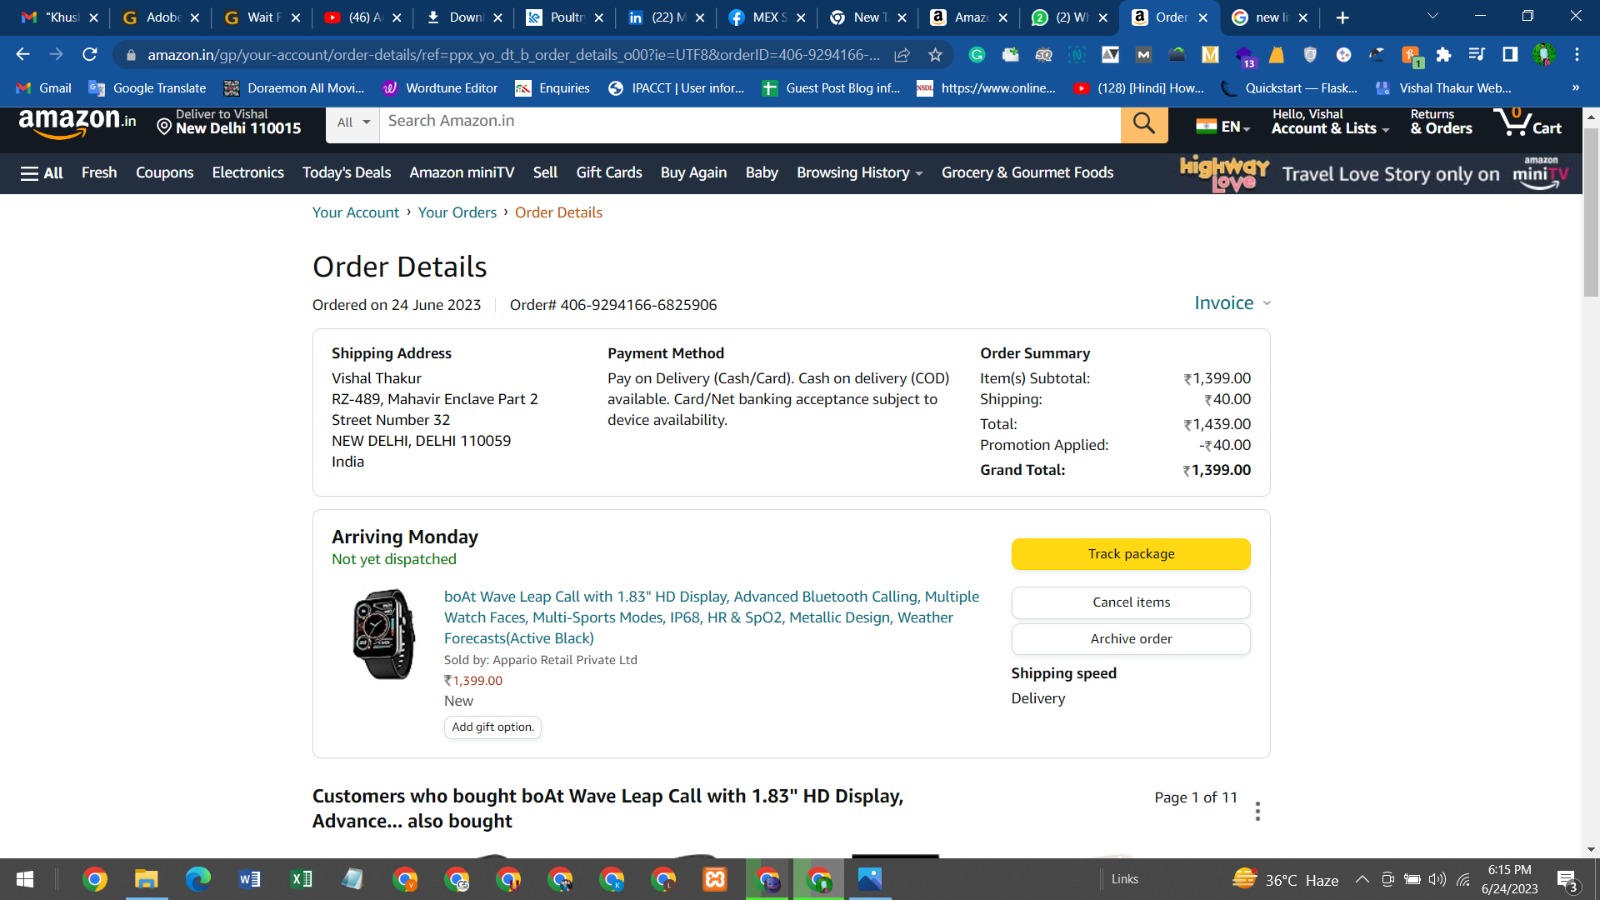 "Khusl
Adobe
Wait F
(46) A
Downl
Poultr
(22) M
MEX S
New T
Amaz
(2) W
Order
new li
amazon.in/gp/your-account/order-details/ref=ppx_yo_dt_b_order_details_o00?ie=UTF8&orderID=406-9294166-...
Gmail
Google Translate
Doraemon All Movi...
Wordtune Editor
Enquiries
IPACCT | User infor...
Guest Post Blog inf...
https://www.online...
(128) [Hindi] How...
Quickstart — Flask...
Vishal Thakur Web...
»
amazon.in
Deliver to Vishal
New Delhi 110015
All
Search Amazon.in
EN
Hello, Vishal
Account & Lists
Returns
& Orders
0
Cart
All
Fresh
Coupons
Electronics
Today's Deals
Amazon miniTV
Sell
Gift Cards
Buy Again
Baby
Browsing History
Grocery & Gourmet Foods
Highway Love
Travel Love Story only on
amazon miniTV
Your Account › Your Orders › Order Details
Order Details
Ordered on 24 June 2023
Order# 406-9294166-6825906
Invoice
Shipping Address
Vishal Thakur
RZ-489, Mahavir Enclave Part 2
Street Number 32
NEW DELHI, DELHI 110059
India
Payment Method
Pay on Delivery (Cash/Card). Cash on delivery (COD)
available. Card/Net banking acceptance subject to
device availability.
Order Summary
Item(s) Subtotal: ₹1,399.00
Shipping: ₹40.00
Total: ₹1,439.00
Promotion Applied: -₹40.00
Grand Total: ₹1,399.00
Arriving Monday
Not yet dispatched
boAt Wave Leap Call with 1.83" HD Display, Advanced Bluetooth Calling, Multiple
Watch Faces, Multi-Sports Modes, IP68, HR & SpO2, Metallic Design, Weather
Forecasts(Active Black)
Sold by: Appario Retail Private Ltd
₹1,399.00
New
Add gift option.
Track package
Cancel items
Archive order
Shipping speed
Delivery
Customers who bought boAt Wave Leap Call with 1.83" HD Display,
Advance... also bought
Page 1 of 11
Links
36°C Haze
6:15 PM
6/24/2023
3